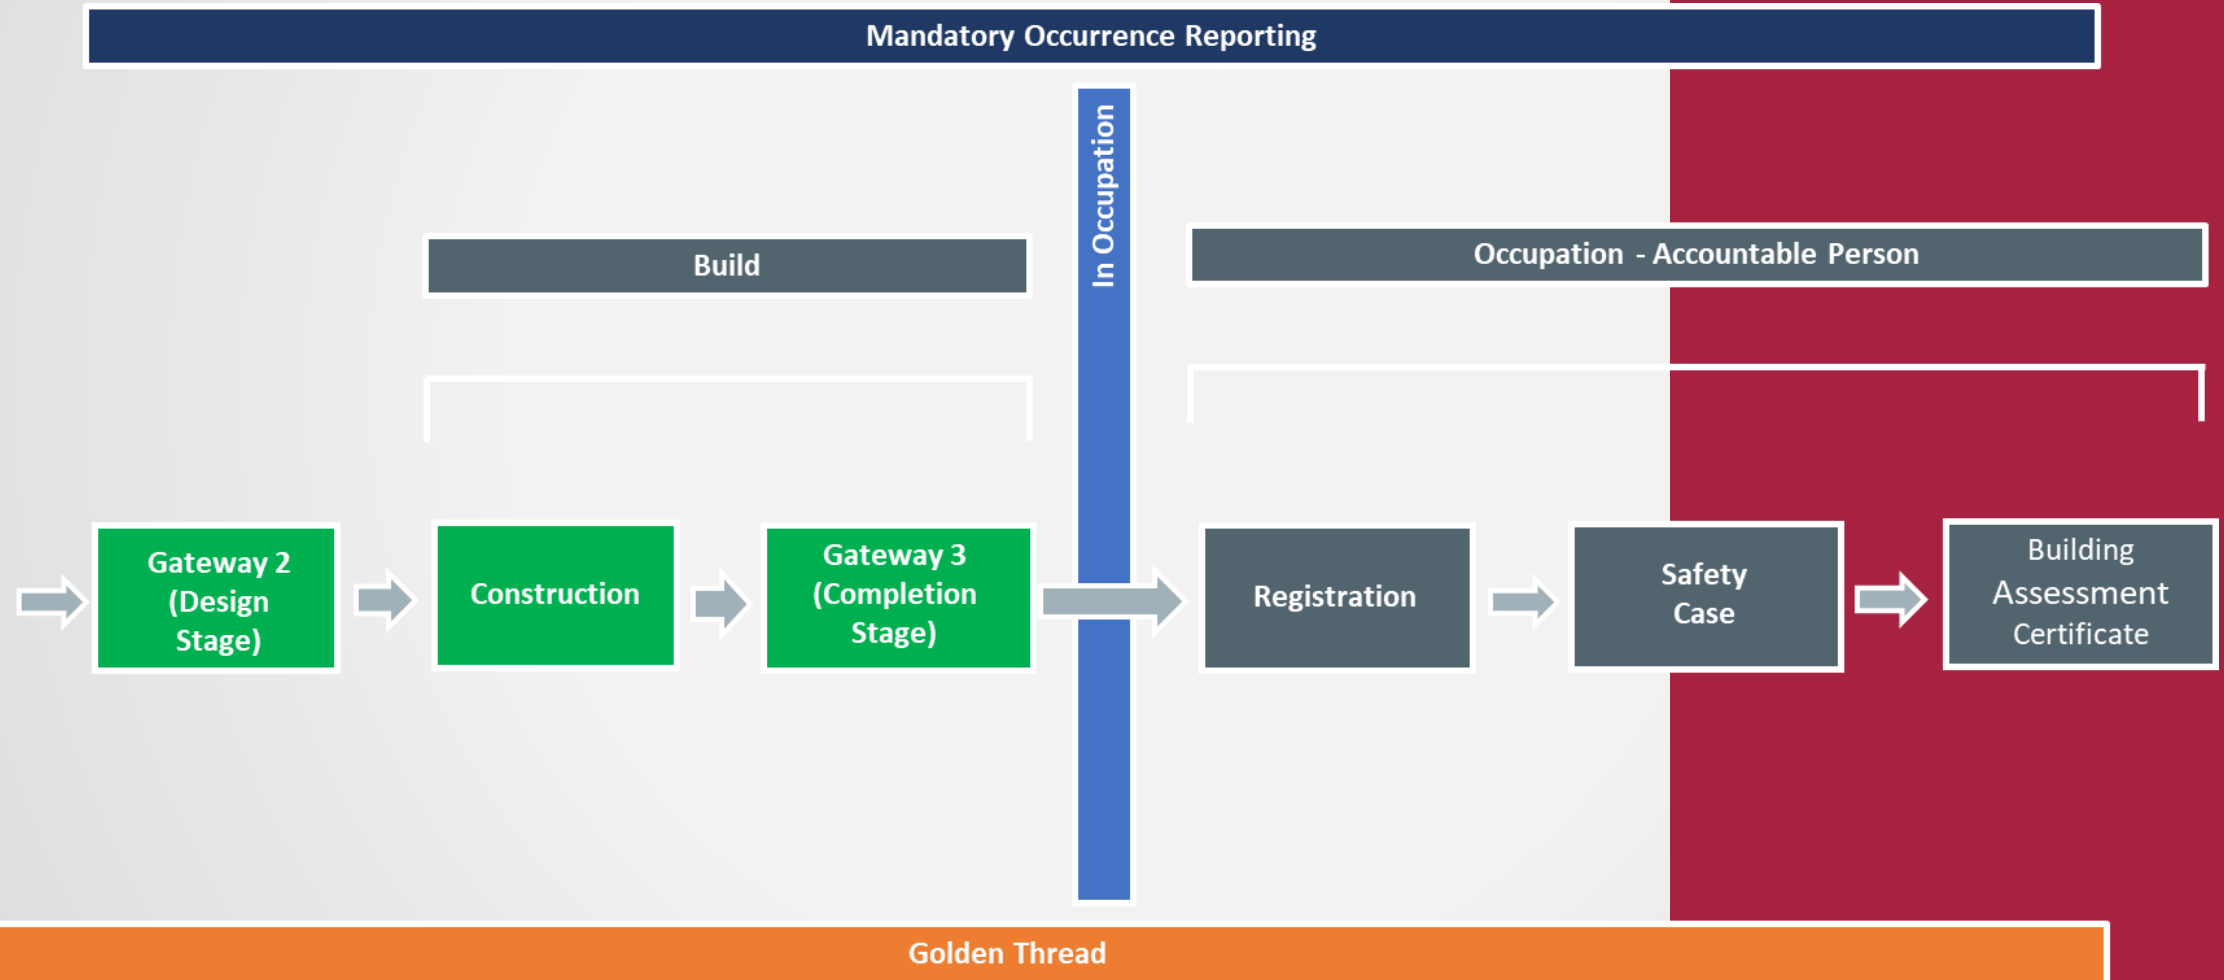 Mandatory Occurrence Reporting
In Occupation
Build
Occupation - Accountable Person
Gateway 2
(Design
Stage)
Construction
Gateway 3
(Completion
Stage)
Registration
Safety
Case
Building
Assessment
Certificate
Golden Thread